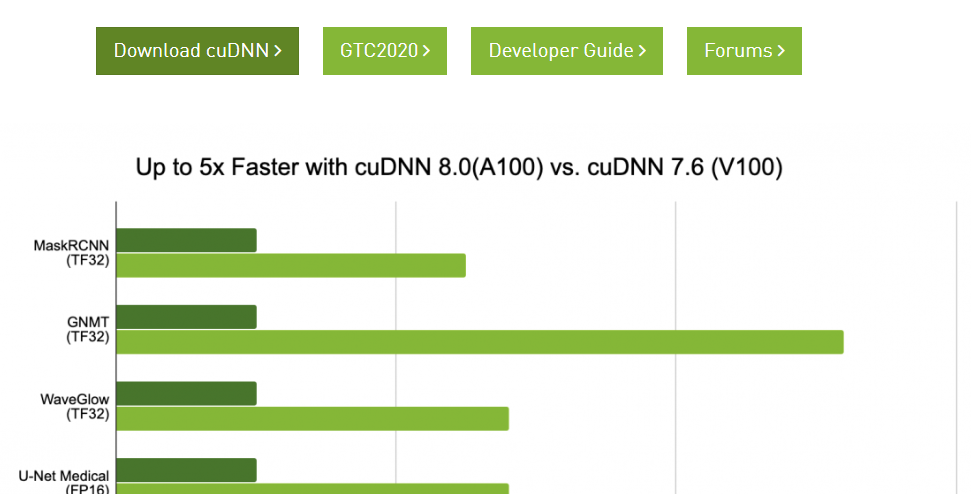 Download cuDNN >
GTC2020 >
Developer Guide >
Forums >
Up to 5x Faster with cuDNN 8.0(A100) vs. cuDNN 7.6 (V100)
MaskRCNN
(TF32)
GNMT
(TF32)
WaveGlow
(TF32)
U-Net Medical
(FP16)